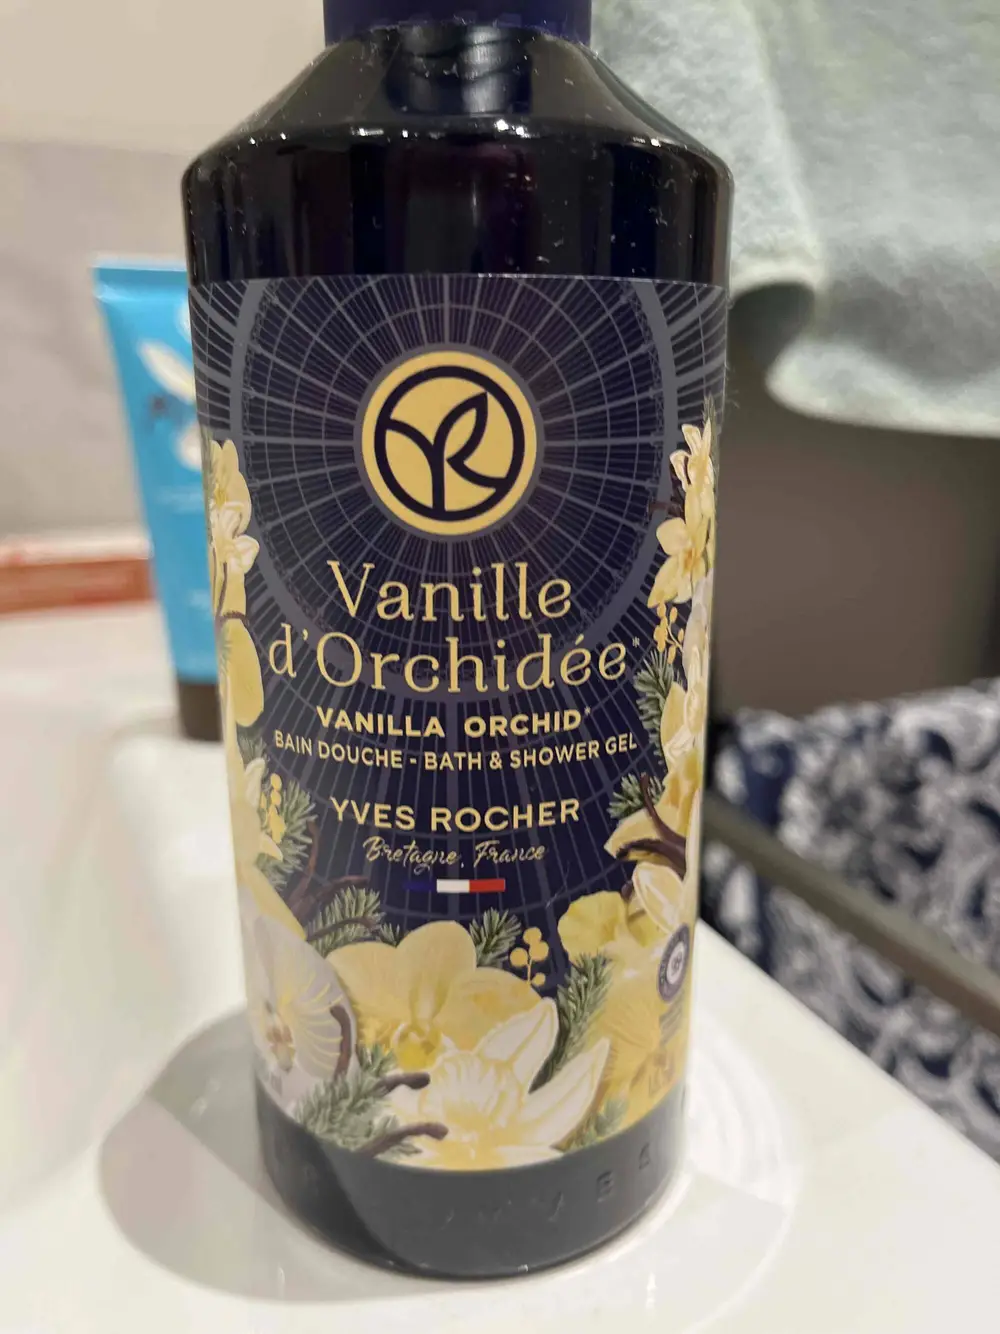 Vanille
d'Orchidée*
VANILLA ORCHID*
BAIN DOUCHE - BATH & SHOWER GEL
YVES ROCHER
Bretagne, France